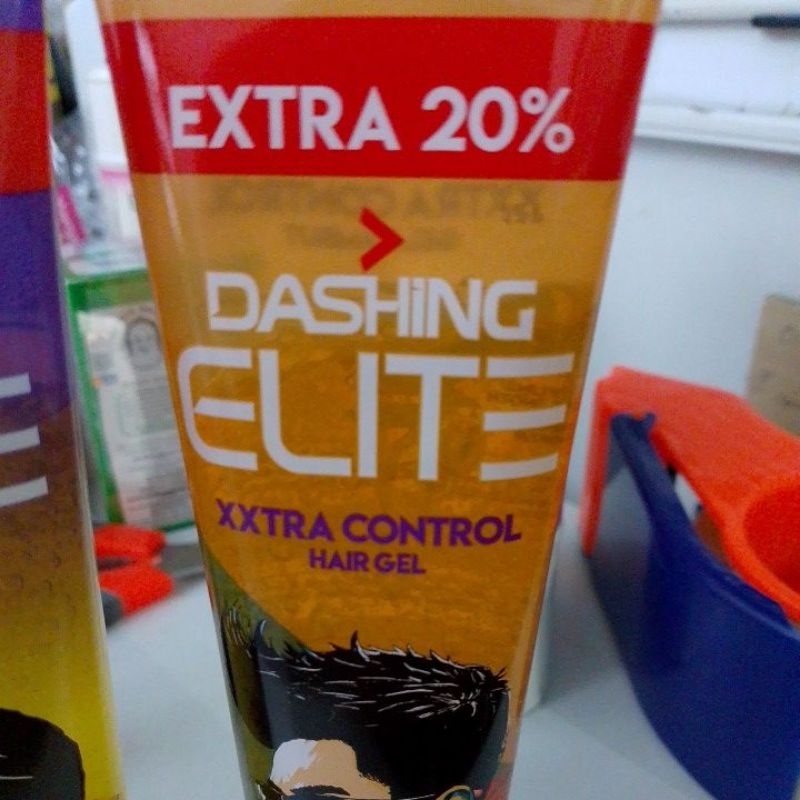 EXTRA 20%
DASHiNG
ELITE
XXTRA CONTROL
HAIR GEL